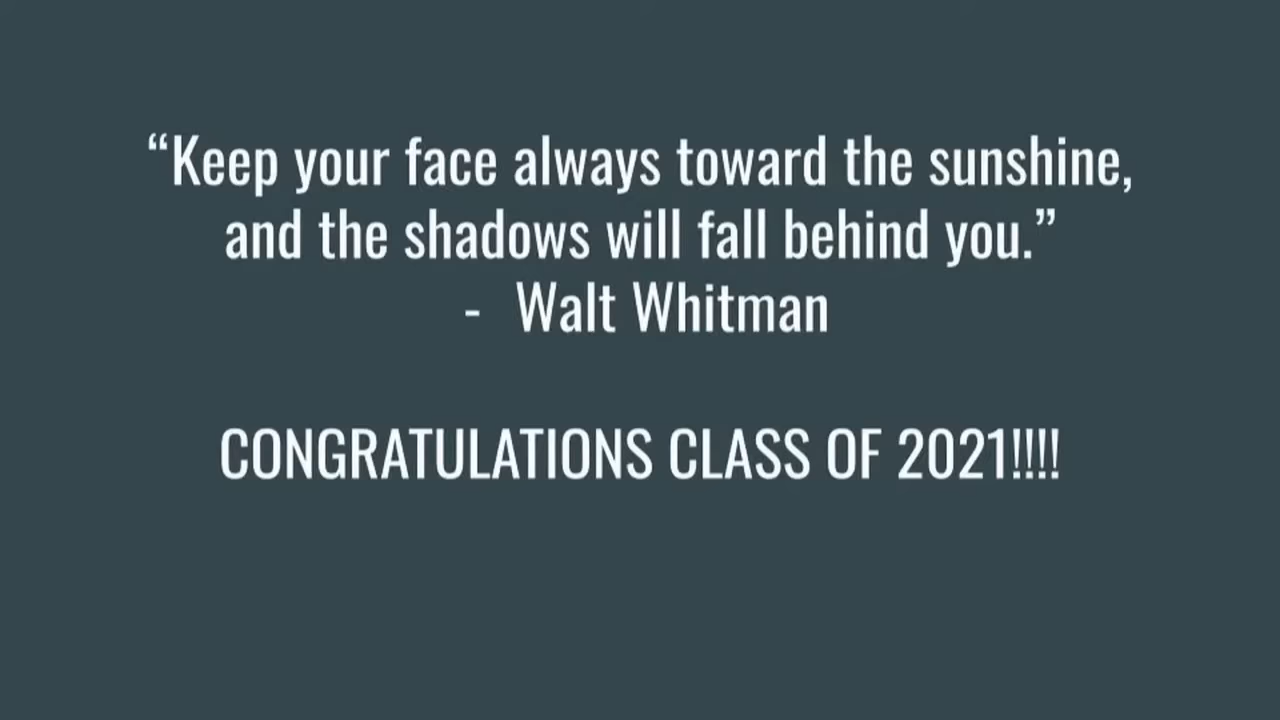 “Keep your face always toward the sunshine,
and the shadows will fall behind you.”
- Walt Whitman
CONGRATULATIONS CLASS OF 2021!!!!